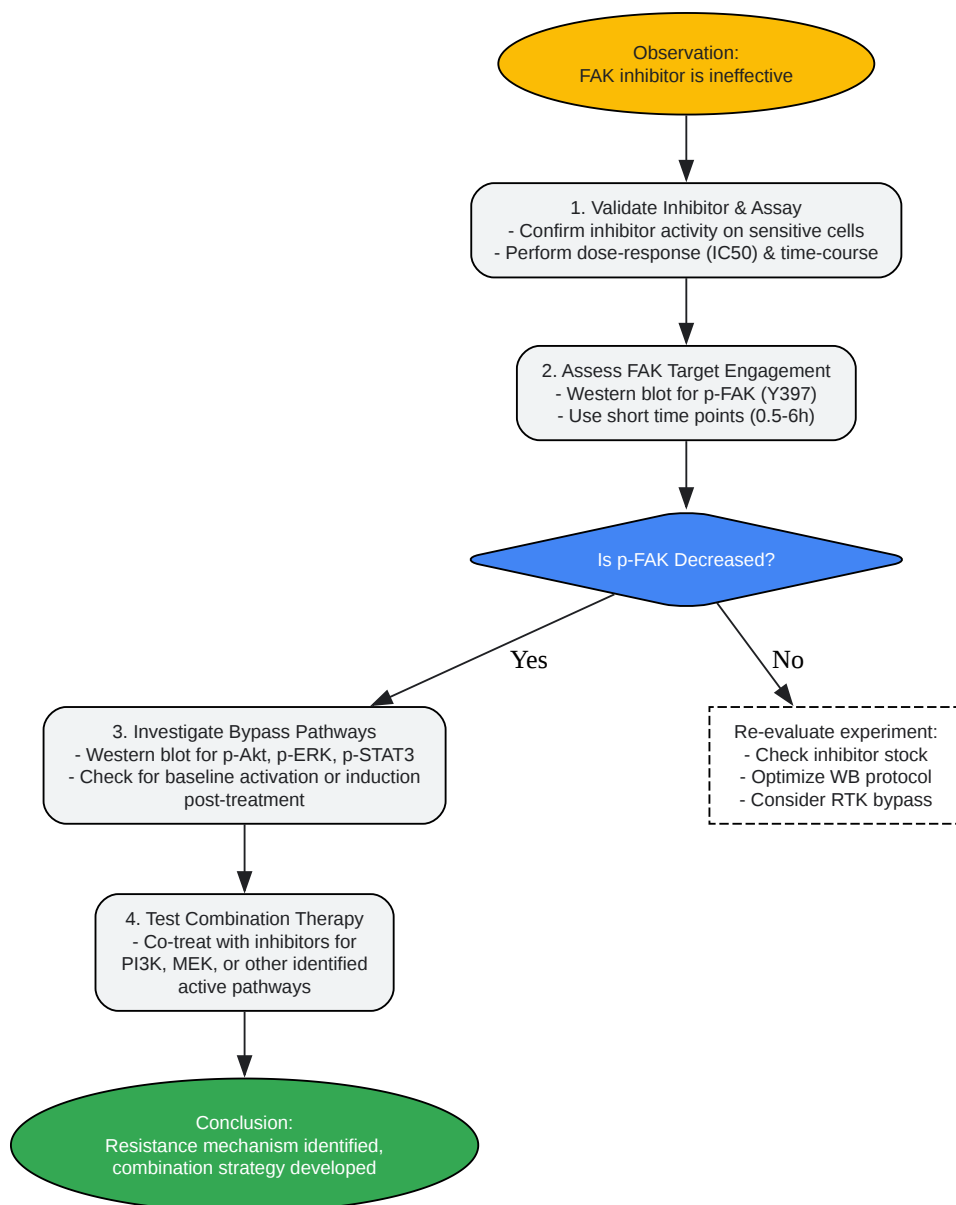 Observation:
FAK inhibitor is ineffective
1. Validate Inhibitor & Assay
- Confirm inhibitor activity on sensitive cells
- Perform dose-response (IC50) & time-course
2. Assess FAK Target Engagement
- Western blot for p-FAK (Y397)
- Use short time points (0.5-6h)
Is p-FAK Decreased?
Yes
No
3. Investigate Bypass Pathways
- Western blot for p-Akt, p-ERK, p-STAT3
- Check for baseline activation or induction
post-treatment
Re-evaluate experiment:
- Check inhibitor stock
- Optimize WB protocol
- Consider RTK bypass
4. Test Combination Therapy
- Co-treat with inhibitors for
PI3K, MEK, or other identified
active pathways
Conclusion:
Resistance mechanism identified,
combination strategy developed